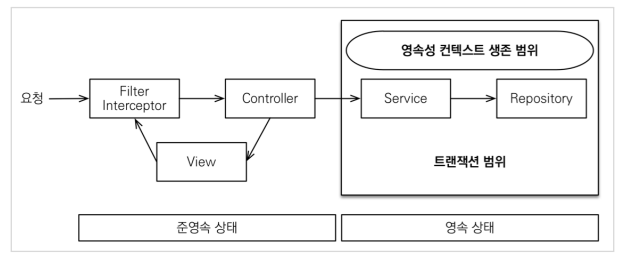 영속성 컨텍스트 생존 범위
요청
Filter
Interceptor
Controller
Service
Repository
View
트랜잭션 범위
준영속 상태
영속 상태